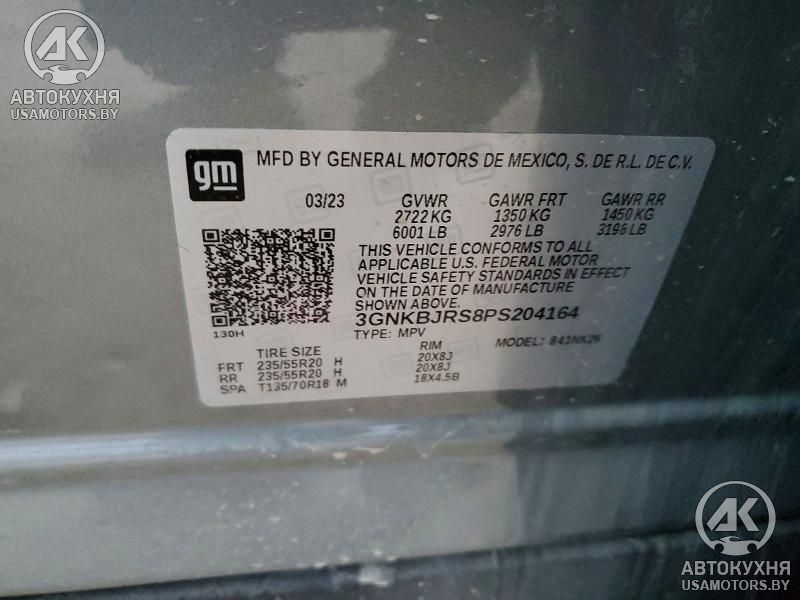 АВТОКУХНЯ
USAMOTORS.BY
gm
MFD BY GENERAL MOTORS DE MEXICO, S. DE R.L. DE C.V.
03/23 GVWR GAWR FRT GAWR RR
2722 KG 1350 KG 1450 KG
6001 LB 2976 LB 3196 LB
THIS VEHICLE CONFORMS TO ALL
APPLICABLE U.S. FEDERAL MOTOR
VEHICLE SAFETY STANDARDS IN EFFECT
ON THE DATE OF MANUFACTURE
SHOWN ABOVE.
3GNKBJRS8PS204164
130H TYPE: MPV MODEL: 841NK26
TIRE SIZE RIM
FRT 235/55R20 H 20X8J
RR 235/55R20 H 20X8J
SPA T135/70R18 M 18X4.5B
АК
АВТОКУХНЯ
USAMOTORS.BY